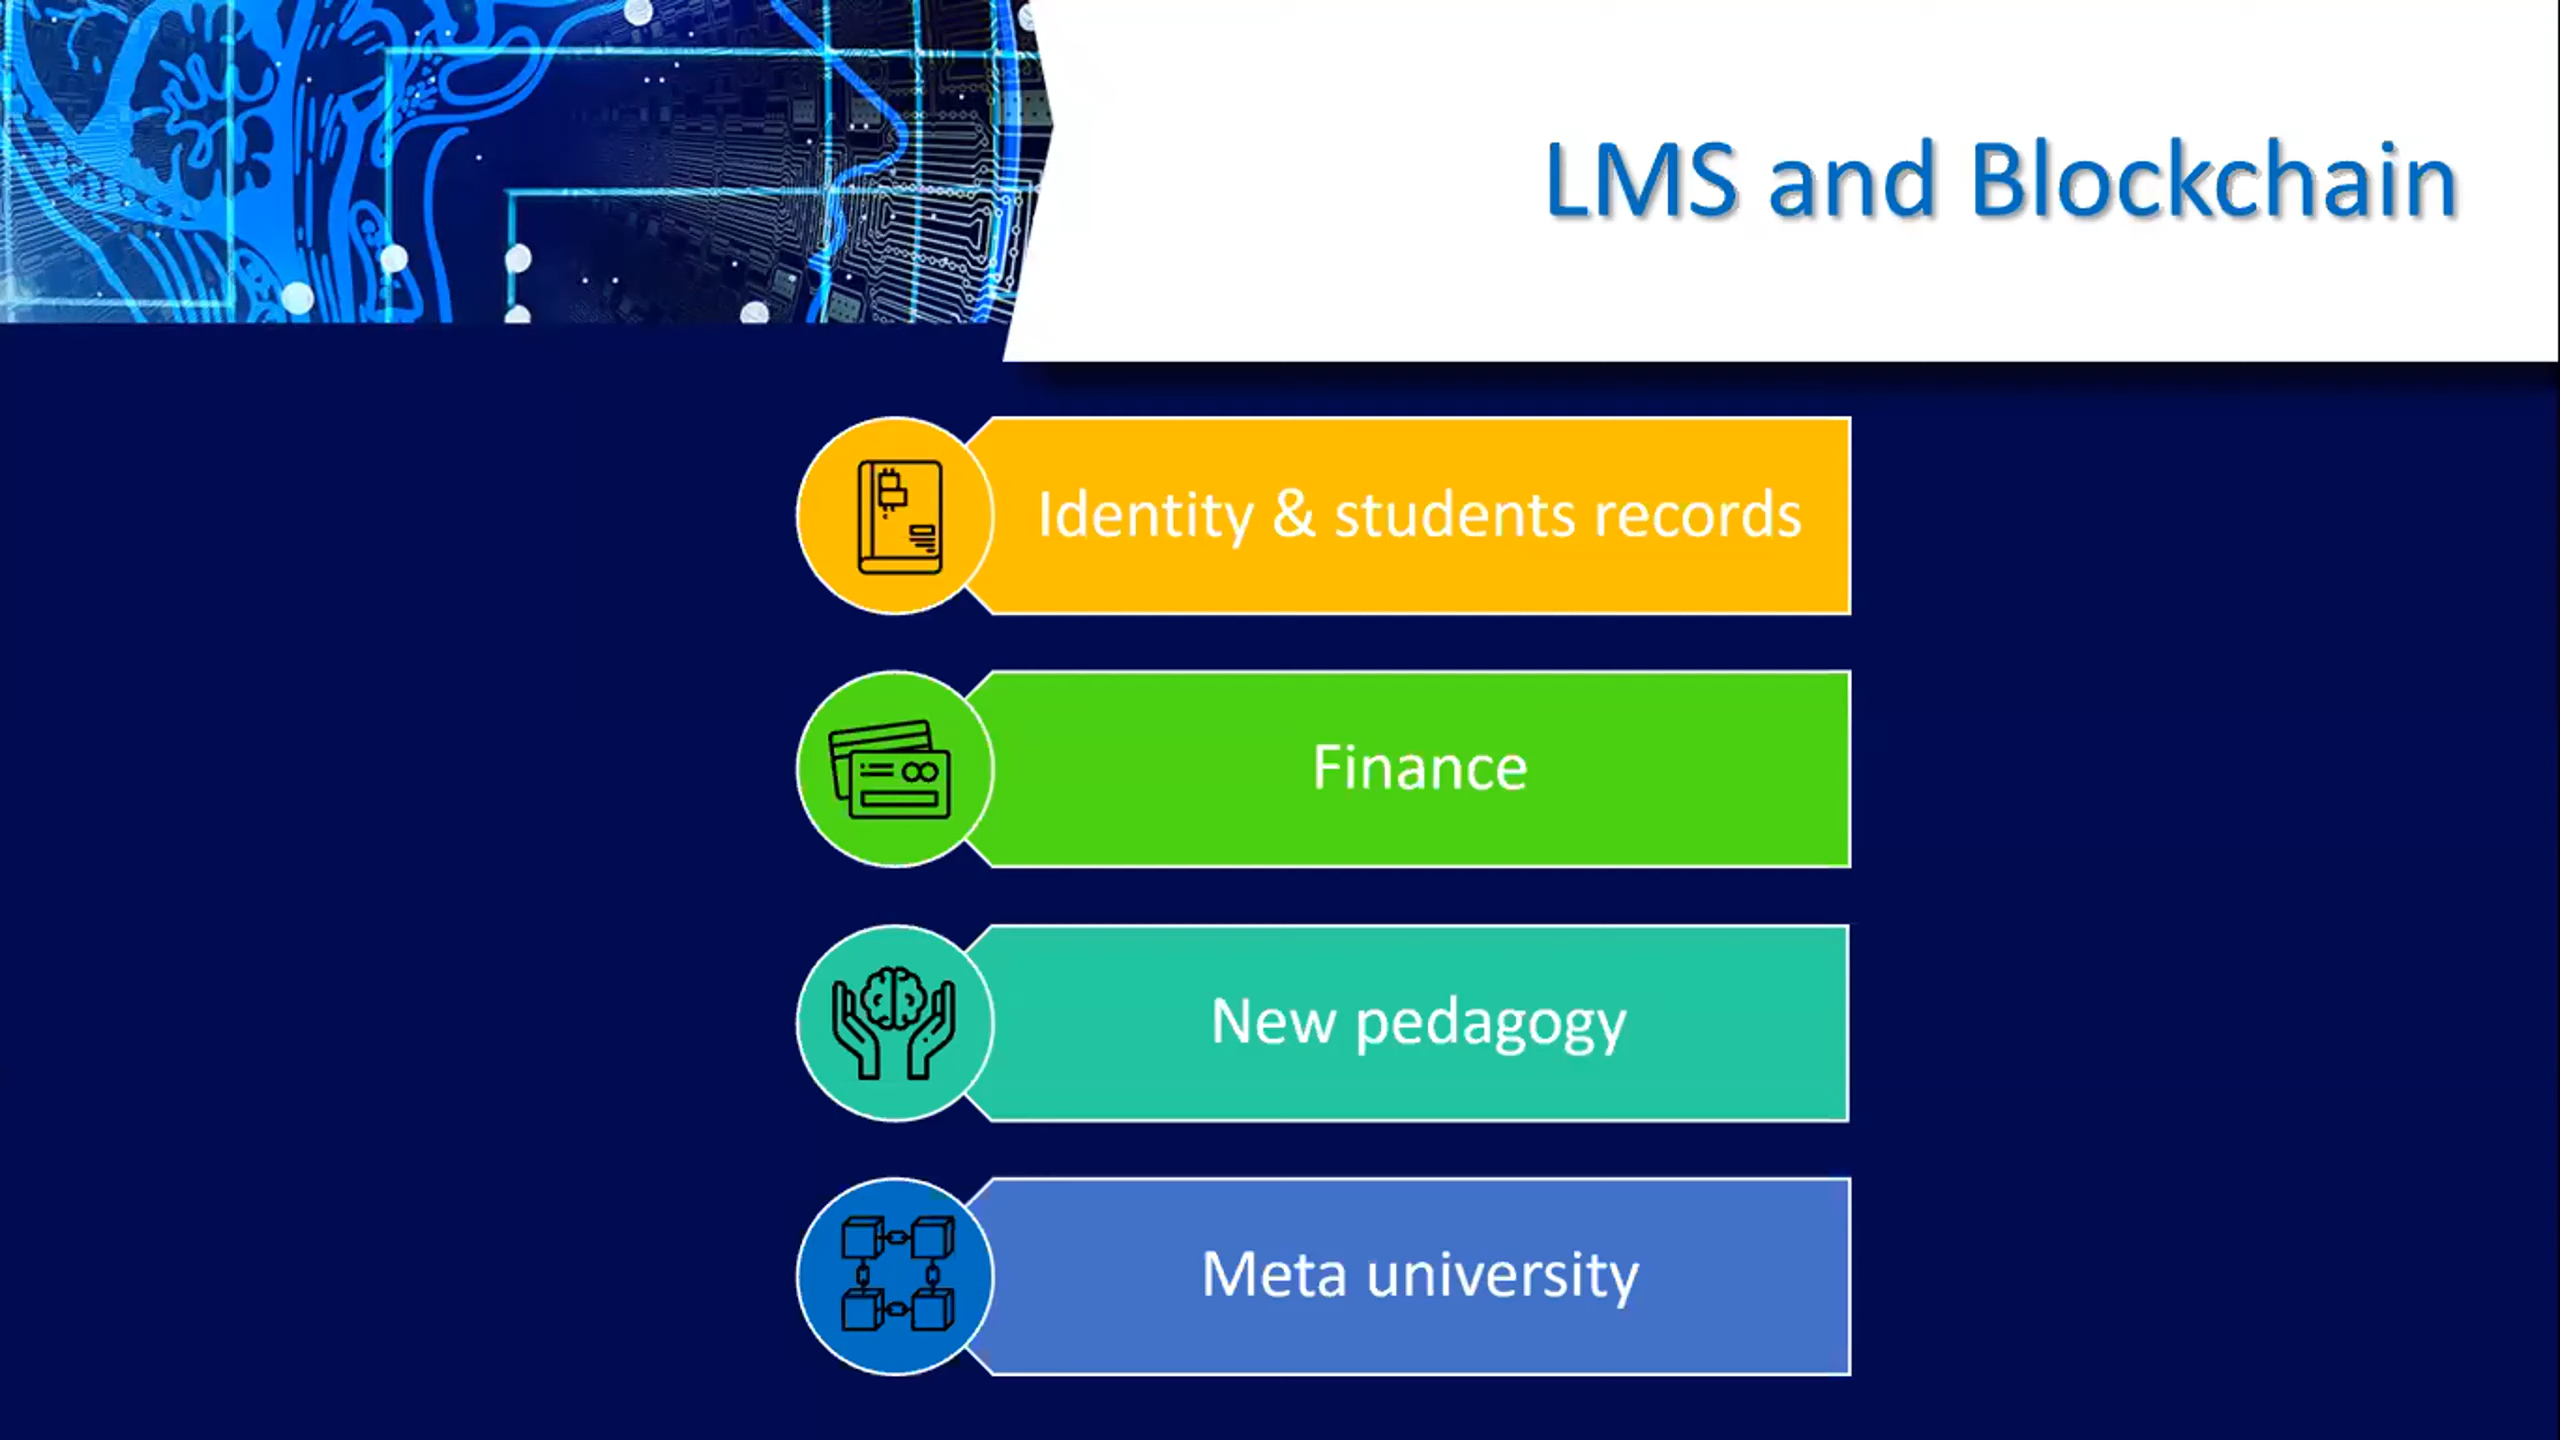 LMS and Blockchain
Identity & students records
Finance
New pedagogy
Meta university